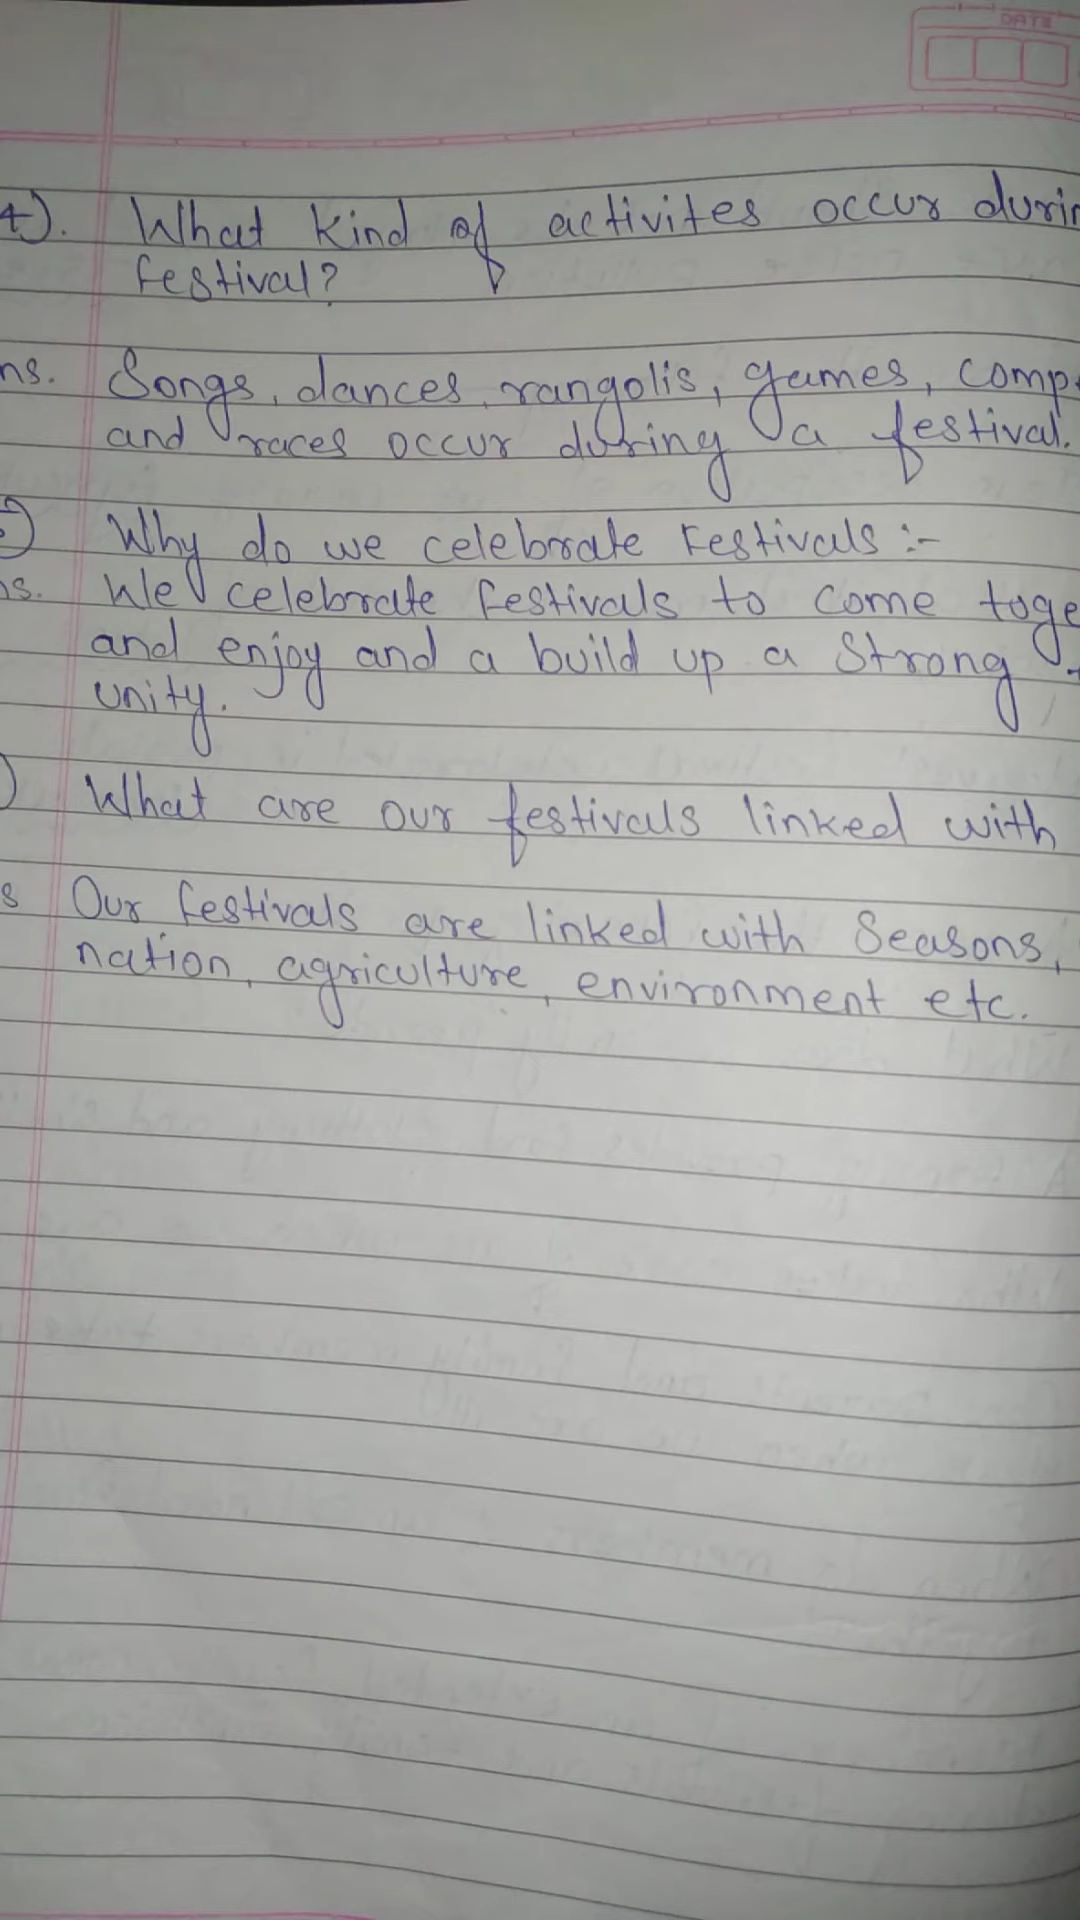 DATE
4). What kind of activites occur durin
festival?
ns. Songs, dances, rangolis, games, comp
and races occur during a festival.
Why do we celebrate Festivals :-
s. We celebrate festivals to come toge
and enjoy and a build up a strong
unity.
) What are our festivals linked with
s Our festivals are linked with Seasons,
nation, agriculture, environment etc.